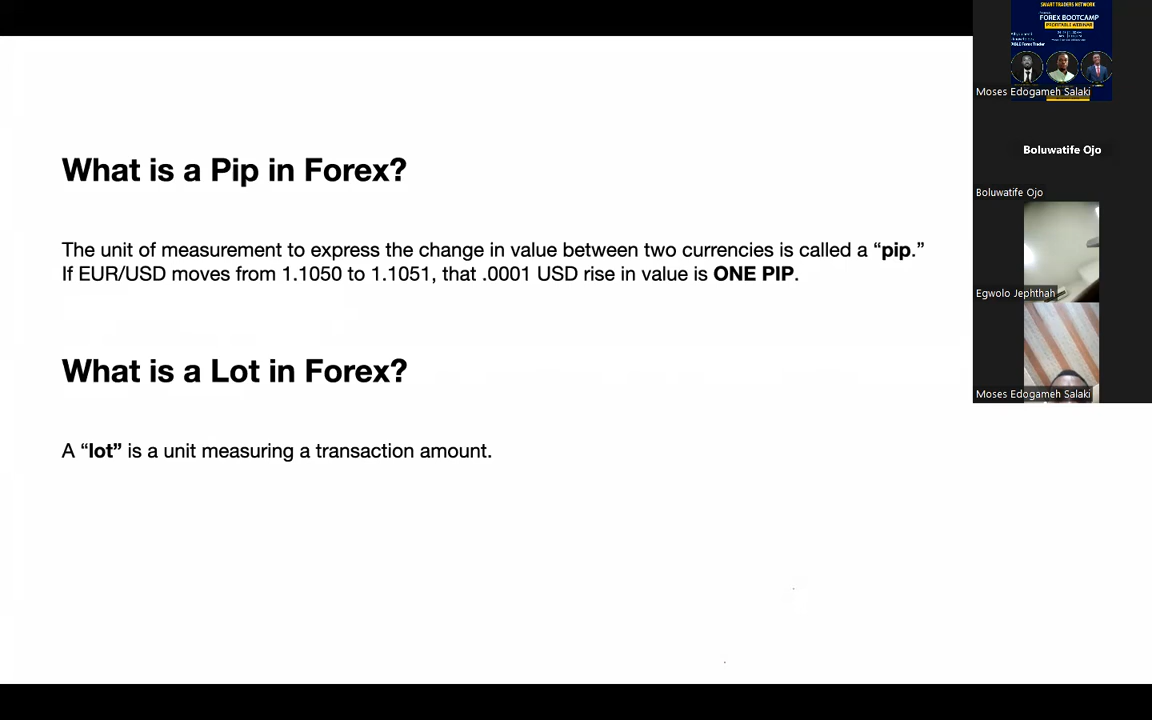 What is a Pip in Forex?
The unit of measurement to express the change in value between two currencies is called a “pip.”
If EUR/USD moves from 1.1050 to 1.1051, that .0001 USD rise in value is ONE PIP.
What is a Lot in Forex?
A “lot” is a unit measuring a transaction amount.
SMART TRADERS NETWORK
FOREX BOOTCAMP
PROFITABLE WEBINAR
Moses Edogameh Salaki
Boluwatife Ojo
Boluwatife Ojo
Egwolo Jephthah
Moses Edogameh Salaki